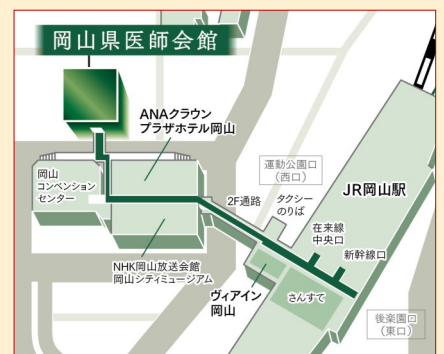 岡山県医師会館
ANAクラウン
プラザホテル岡山
岡山
コンベンション
センター
運動公園口
(西口)
JR岡山駅
2F通路
タクシー
のりば
在来線
中央口
新幹線口
NHK岡山放送会館
岡山シティミュージアム
ヴィアイン
岡山
さんすて
後楽園口
(東口)